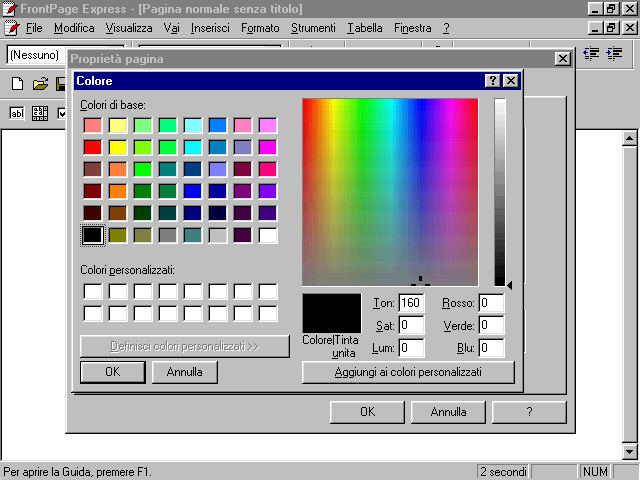 FrontPage Express - [Pagina normale senza titolo]
File Modifica Visualizza Vai Inserisci Formato Strumenti Tabella Finestra ?
(Nessuno)
Proprietà pagina
Colore
Colori di base:
Colori personalizzati:
Definisci colori personalizzati >>
OK Annulla
Colore|Tinta
unita
Ton: 160 Rosso: 0
Sat: 0 Verde: 0
Lum: 0 Blu: 0
Aggiungi ai colori personalizzati
OK Annulla ?
Per aprire la Guida, premere F1. 2 secondi NUM